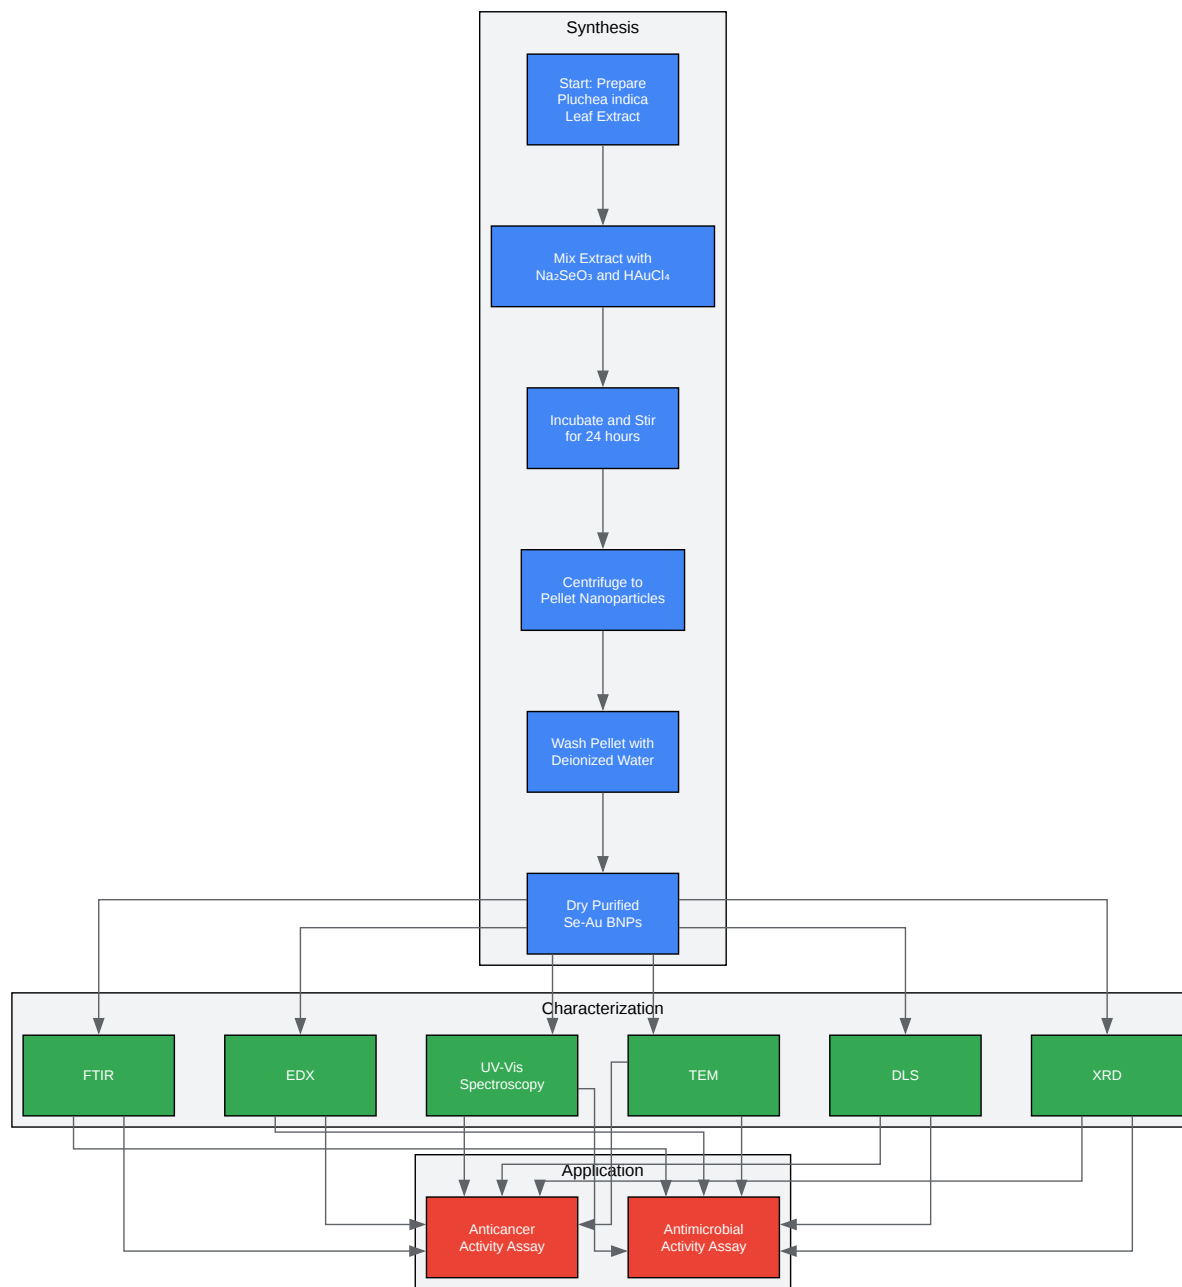 Synthesis
Start: Prepare
Pluchea indica
Leaf Extract
Mix Extract with
Na₂SeO₃ and HAuCl₄
Incubate and Stir
for 24 hours
Centrifuge to
Pellet Nanoparticles
Wash Pellet with
Deionized Water
Dry Purified
Se-Au BNPs
Characterization
FTIR
EDX
UV-Vis
Spectroscopy
TEM
DLS
XRD
Application
Anticancer
Activity Assay
Antimicrobial
Activity Assay